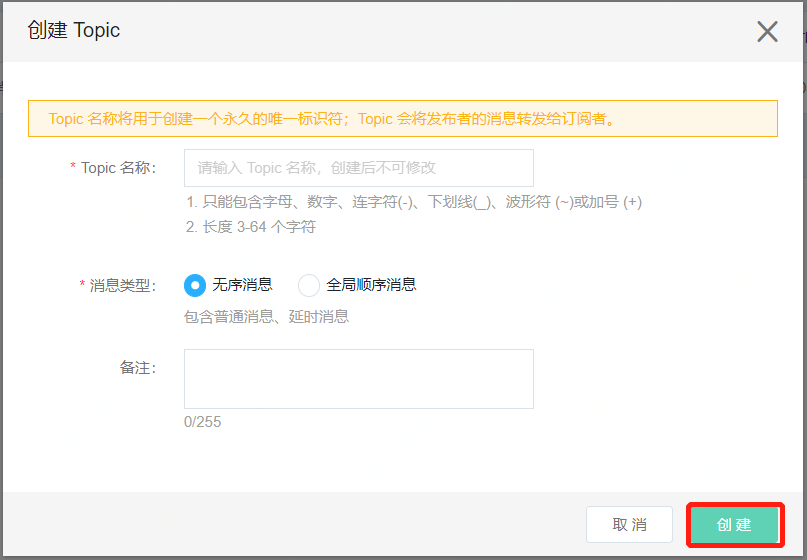 创建 Topic
Topic 名称将用于创建一个永久的唯一标识符；Topic 会将发布者的消息转发给订阅者。
* Topic 名称：
请输入 Topic 名称，创建后不可修改
1. 只能包含字母、数字、连字符(-)、下划线(_)、波形符 (~)或加号 (+)
2. 长度 3-64 个字符
* 消息类型： 无序消息 全局顺序消息
包含普通消息、延时消息
备注：
0/255
取 消 创 建